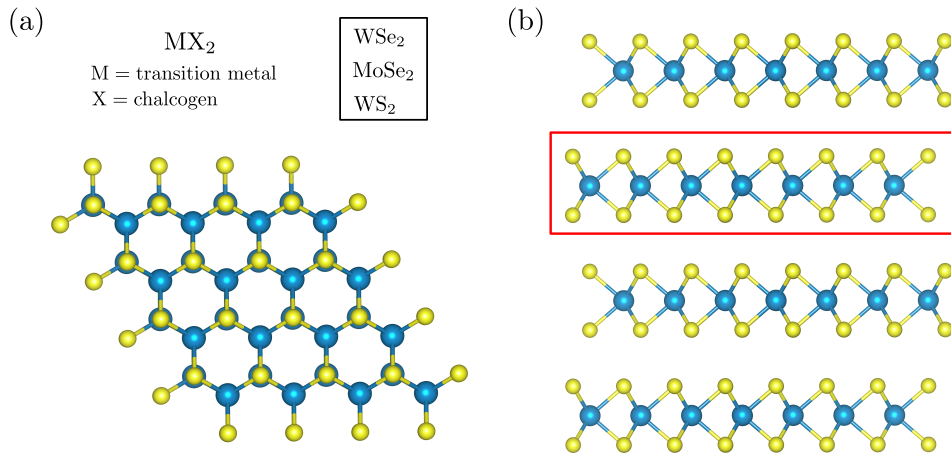 (a)
MX₂
M = transition metal
X = chalcogen
WSe₂
MoSe₂
WS₂
(b)